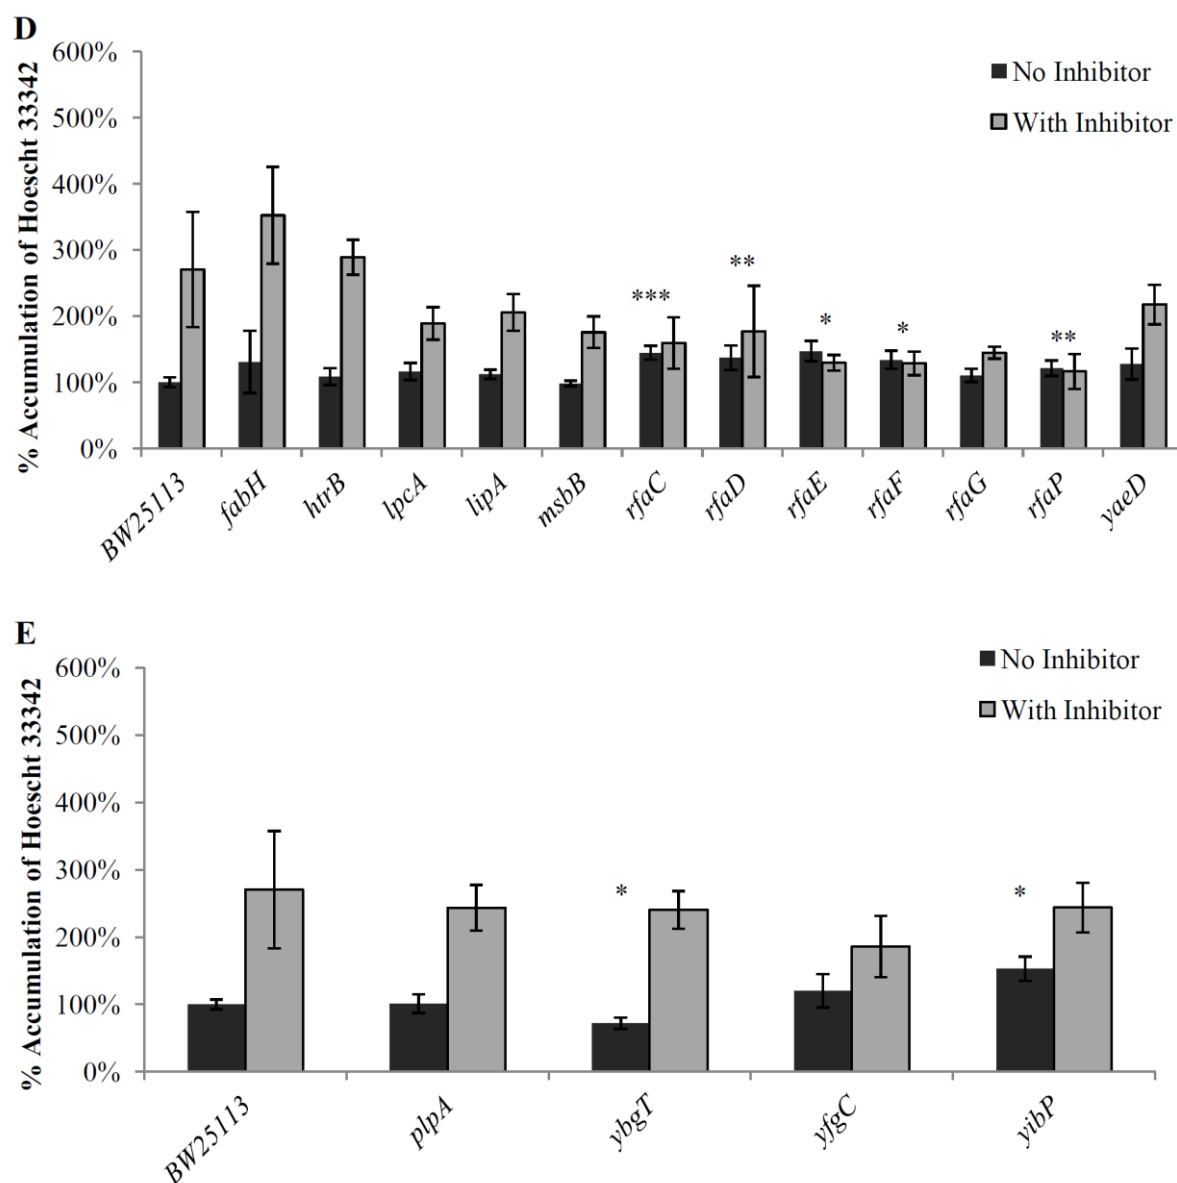 D
% Accumulation of Hoescht 33342
600%
500%
400%
300%
200%
100%
0%
No Inhibitor
With Inhibitor
***
**
*
*
**
BW25113
fabH
htrB
lpcA
lipA
msbB
rfaC
rfaD
rfaE
rfaF
rfaG
rfaP
yaeD
E
% Accumulation of Hoescht 33342
600%
500%
400%
300%
200%
100%
0%
No Inhibitor
With Inhibitor
*
*
BW25113
plpA
ybgT
yfgC
yibP